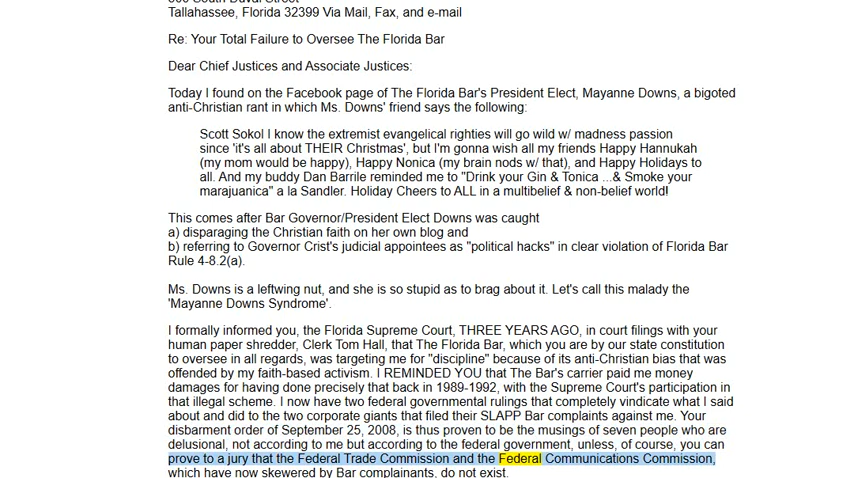 Tallahassee, Florida 32399 Via Mail, Fax, and e-mail
Re: Your Total Failure to Oversee The Florida Bar
Dear Chief Justices and Associate Justices:
Today I found on the Facebook page of The Florida Bar's President Elect, Mayanne Downs, a bigoted
anti-Christian rant in which Ms. Downs' friend says the following:
Scott Sokol I know the extremist evangelical righties will go wild w/ madness passion
since 'it's all about THEIR Christmas', but I'm gonna wish all my friends Happy Hannukah
(my mom would be happy), Happy Nonica (my brain nods w/ that), and Happy Holidays to
all. And my buddy Dan Barrile reminded me to "Drink your Gin & Tonica ...& Smoke your
marajuanica" a la Sandler. Holiday Cheers to ALL in a multibelief & non-belief world!
This comes after Bar Governor/President Elect Downs was caught
a) disparaging the Christian faith on her own blog and
b) referring to Governor Crist's judicial appointees as "political hacks" in clear violation of Florida Bar
Rule 4-8.2(a).
Ms. Downs is a leftwing nut, and she is so stupid as to brag about it. Let's call this malady the
'Mayanne Downs Syndrome'.
I formally informed you, the Florida Supreme Court, THREE YEARS AGO, in court filings with your
human paper shredder, Clerk Tom Hall, that The Florida Bar, which you are by our state constitution
to oversee in all regards, was targeting me for "discipline" because of its anti-Christian bias that was
offended by my faith-based activism. I REMINDED YOU that The Bar's carrier paid me money
damages for having done precisely that back in 1989-1992, with the Supreme Court's participation in
that illegal scheme. I now have two federal governmental rulings that completely vindicate what I said
about and did to the two corporate giants that filed their SLAPP Bar complaints against me. Your
disbarment order of September 25, 2008, is thus proven to be the musings of seven people who are
delusional, not according to me but according to the federal government, unless, of course, you can
prove to a jury that the Federal Trade Commission and the Federal Communications Commission,
which have now skewered by Bar complainants, do not exist.